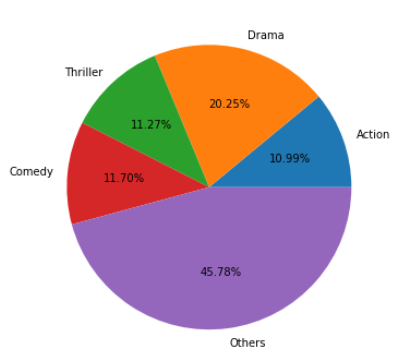 Drama
Thriller
20.25%
11.27%
Action
10.99%
Comedy
11.70%
45.78%
Others